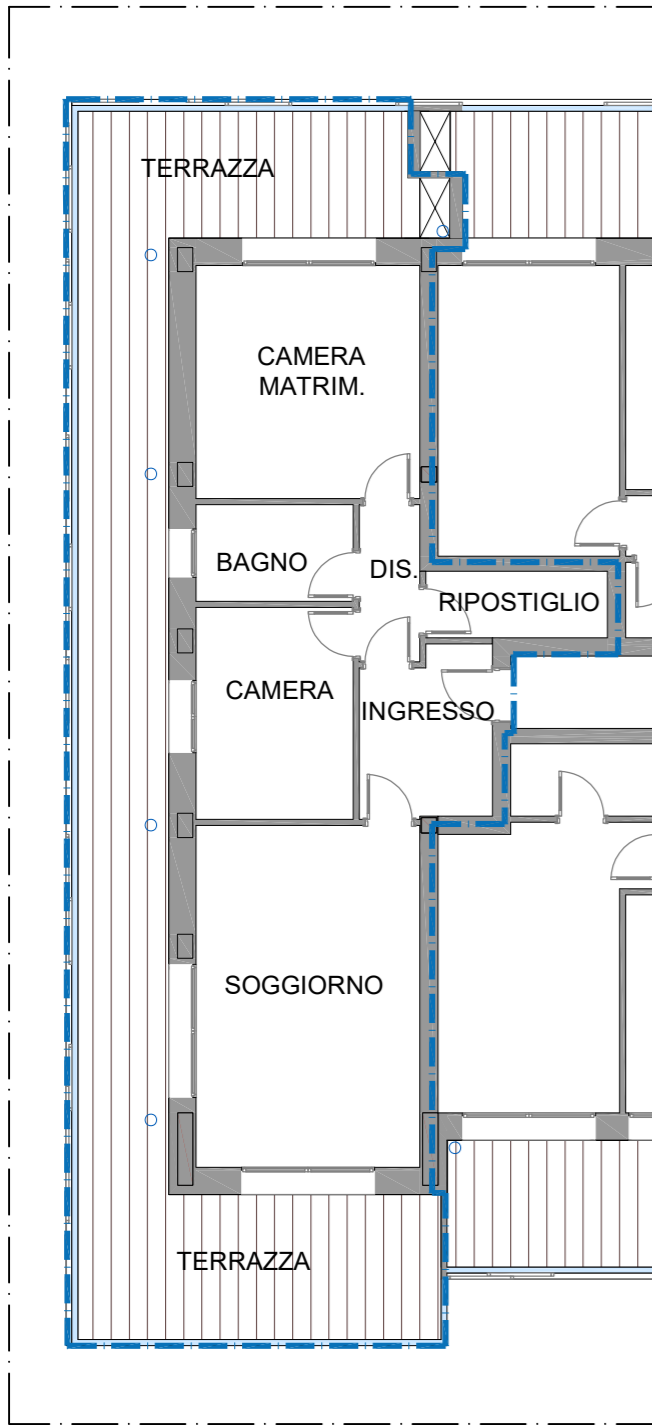 TERRAZZA
CAMERA
MATRIM.
BAGNO
DIS.
RIPOSTIGLIO
CAMERA
INGRESSO
SOGGIORNO
TERRAZZA